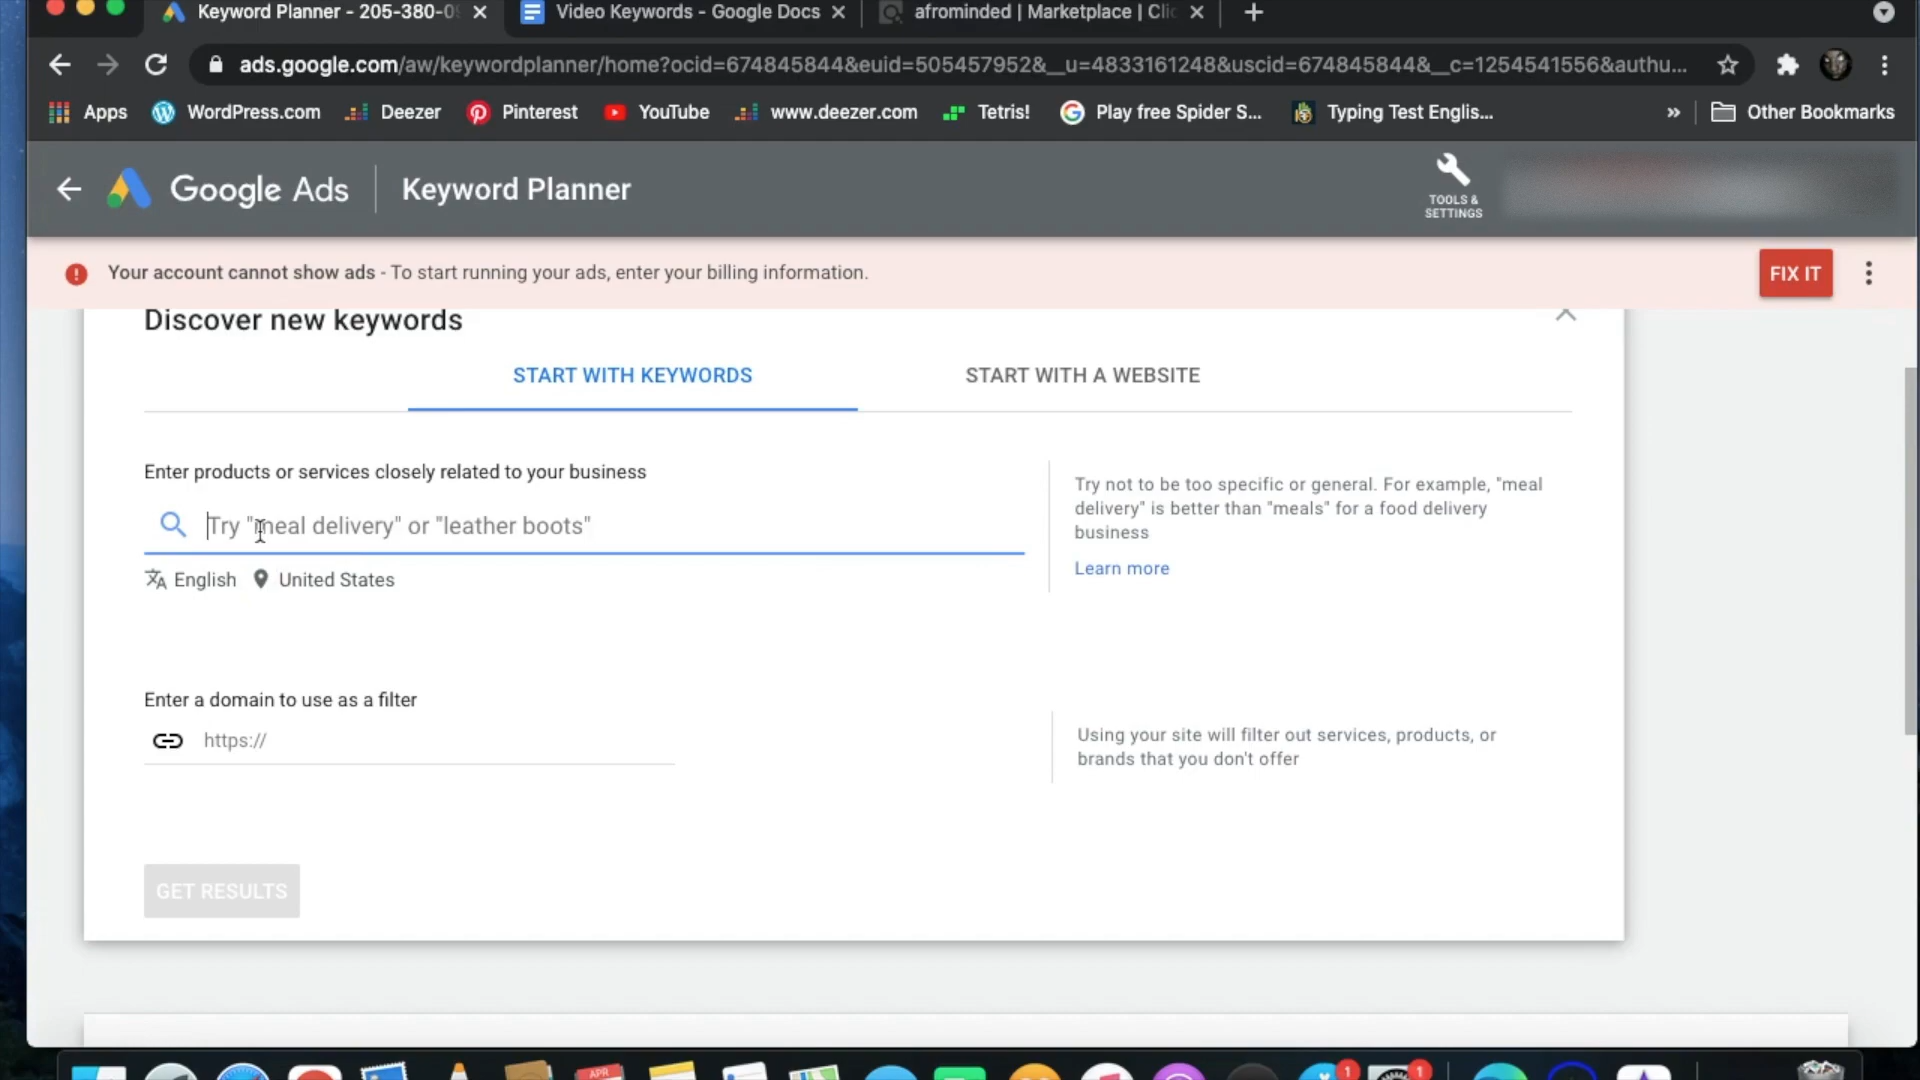 Keyword Planner - 205-380-0
Video Keywords - Google Docs
afrominded | Marketplace | Clic
ads.google.com/aw/keywordplanner/home?ocid=674845844&euid=505457952&__u=4833161248&uscid=674845844&__c=1254541556&authu...
Apps
WordPress.com
Deezer
Pinterest
YouTube
www.deezer.com
Tetris!
Play free Spider S...
Typing Test Englis...
»
Other Bookmarks
Google Ads
Keyword Planner
TOOLS &
SETTINGS
Your account cannot show ads - To start running your ads, enter your billing information.
FIX IT
Discover new keywords
START WITH KEYWORDS
START WITH A WEBSITE
Enter products or services closely related to your business
Try "meal delivery" or "leather boots"
English
United States
Try not to be too specific or general. For example, "meal
delivery" is better than "meals" for a food delivery
business
Learn more
Enter a domain to use as a filter
https://
Using your site will filter out services, products, or
brands that you don't offer
GET RESULTS
APR
1
1